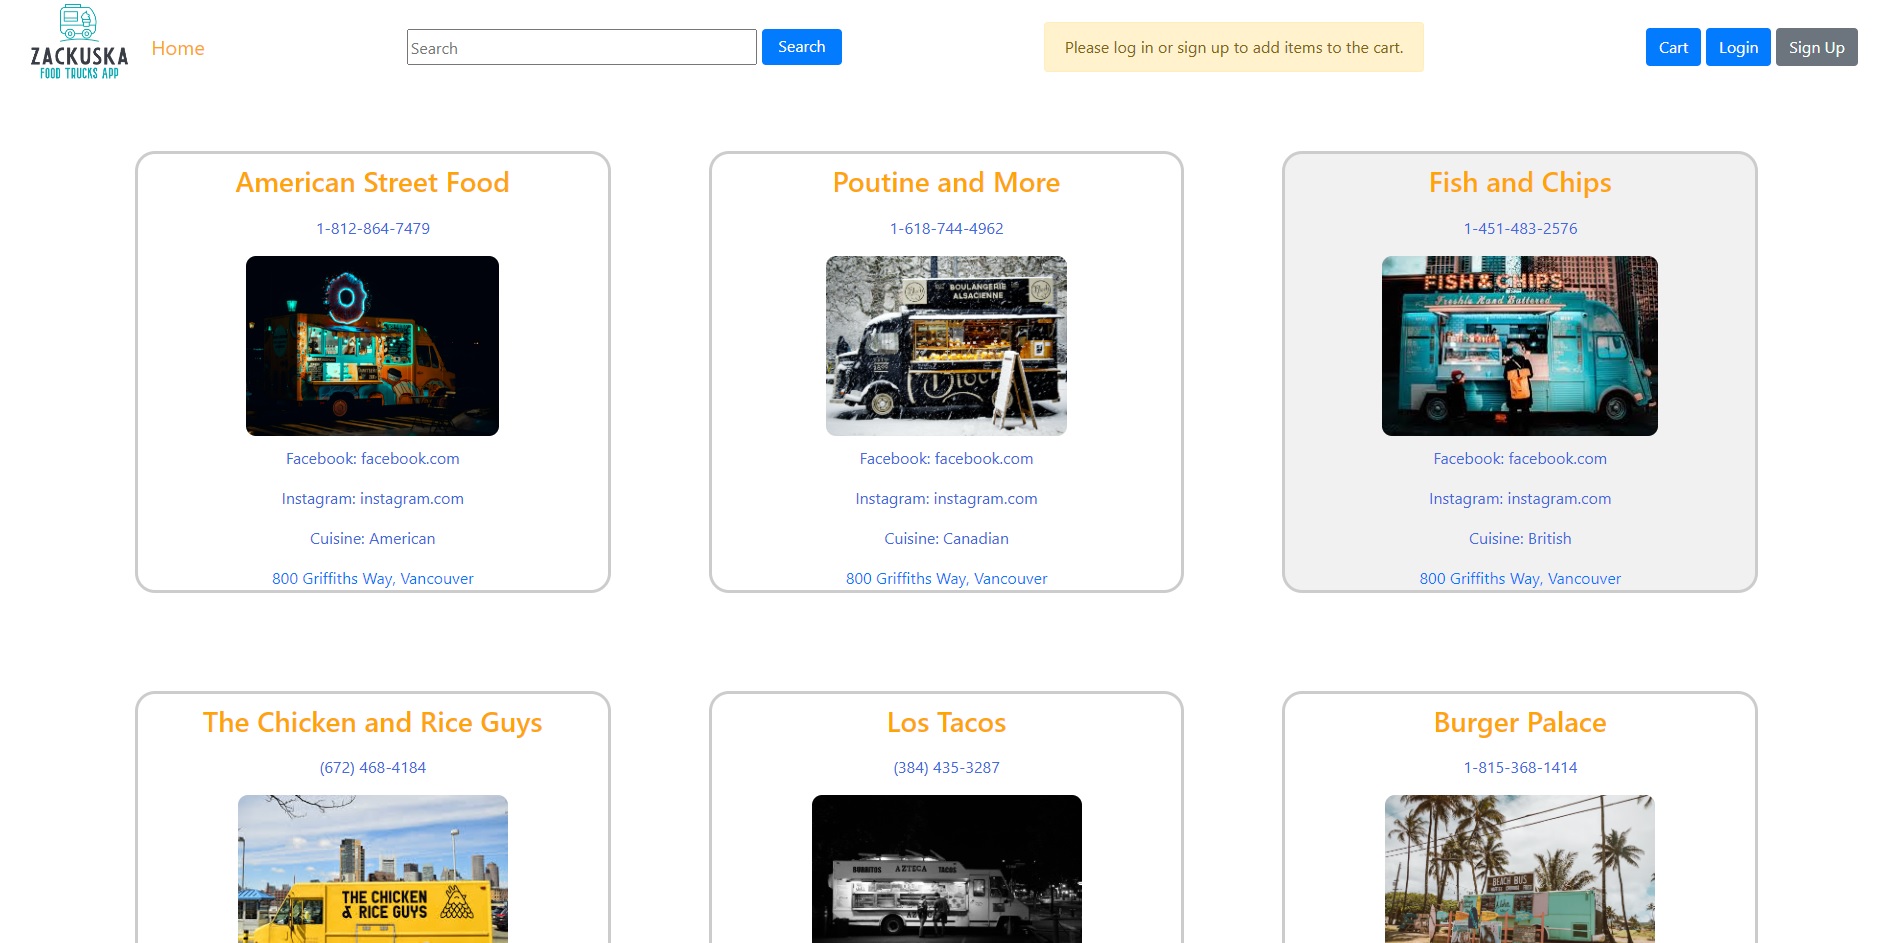 ZACKUSKA
FOOD TRUCKS APP
Home
Search
Search
Please log in or sign up to add items to the cart.
Cart
Login
Sign Up
American Street Food
1-812-864-7479
Facebook: facebook.com
Instagram: instagram.com
Cuisine: American
800 Griffiths Way, Vancouver
Poutine and More
1-618-744-4962
BOULANGERIE
ALSACIENNE
Facebook: facebook.com
Instagram: instagram.com
Cuisine: Canadian
800 Griffiths Way, Vancouver
Fish and Chips
1-451-483-2576
FISH & CHIPS
Freshly Hand Battered
Facebook: facebook.com
Instagram: instagram.com
Cuisine: British
800 Griffiths Way, Vancouver
The Chicken and Rice Guys
(672) 468-4184
THE CHICKEN
& RICE GUYS
Los Tacos
(384) 435-3287
BURRITOS AZTECA TACOS
Burger Palace
1-815-368-1414
BEACH BUS